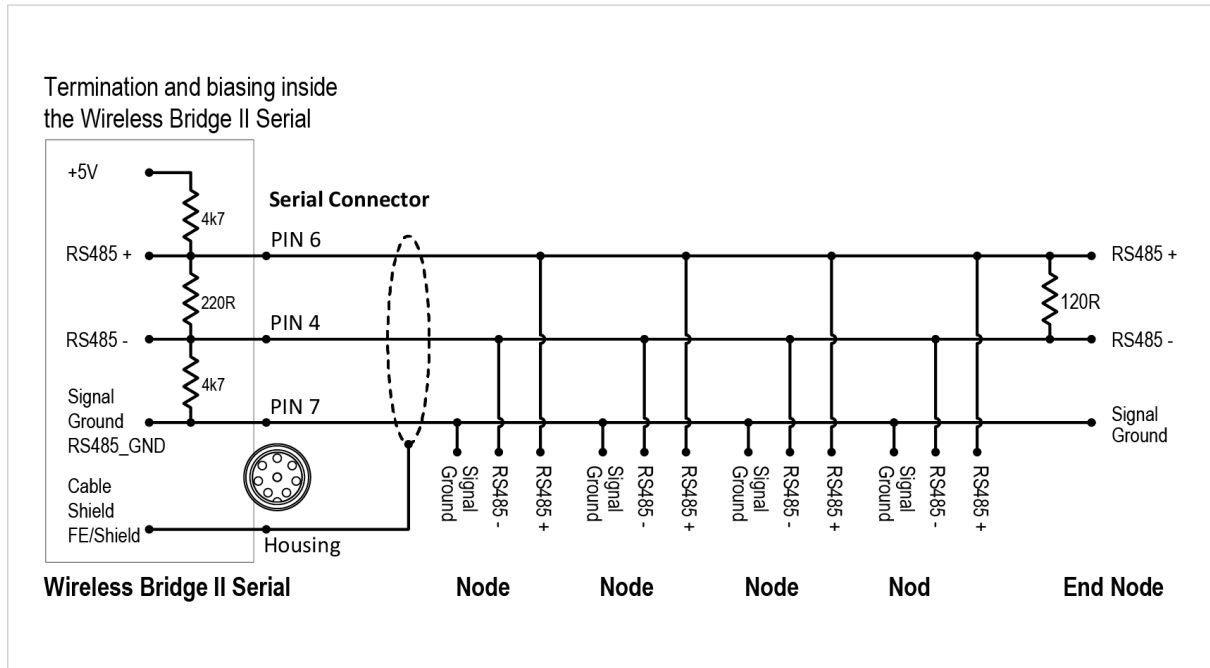 Termination and biasing inside
the Wireless Bridge II Serial
+5V
4k7
Serial Connector
RS485 +
PIN 6
RS485 +
220R
120R
RS485 -
PIN 4
RS485 -
4k7
Signal
Ground
RS485_GND
PIN 7
Signal
Ground
Cable
Shield
FE/Shield
Housing
Signal
Ground
RS485 -
RS485 +
Signal
Ground
RS485 -
RS485 +
Signal
Ground
RS485 -
RS485 +
Signal
Ground
RS485 -
RS485 +
Wireless Bridge II Serial
Node
Node
Node
Nod
End Node